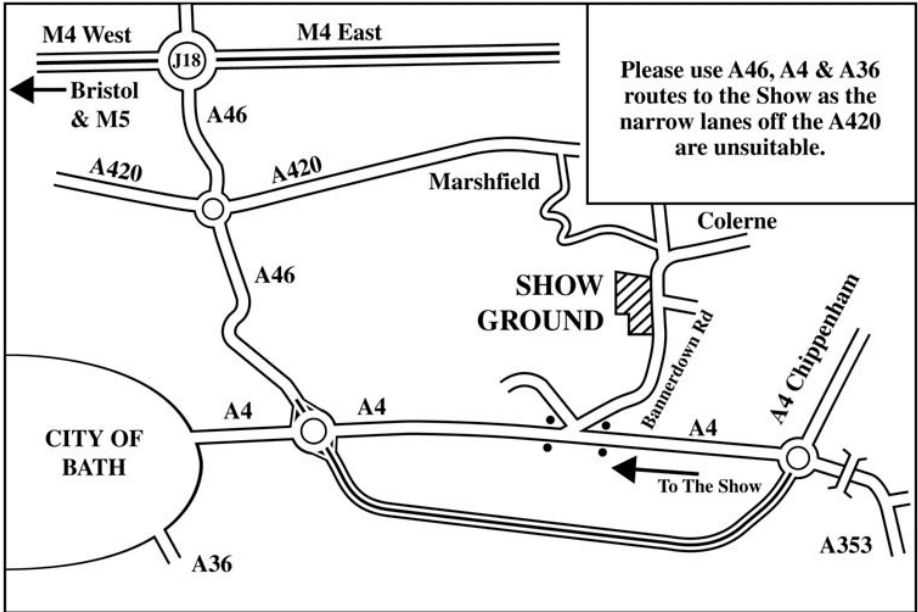 M4 West
M4 East
J18
Bristol
& M5
A46
Please use A46, A4 & A36
routes to the Show as the
narrow lanes off the A420
are unsuitable.
A420
A420
Marshfield
Colerne
A46
SHOW
GROUND
Bannerdown Rd
A4 Chippenham
A4
A4
A4
CITY OF
BATH
To The Show
A36
A353